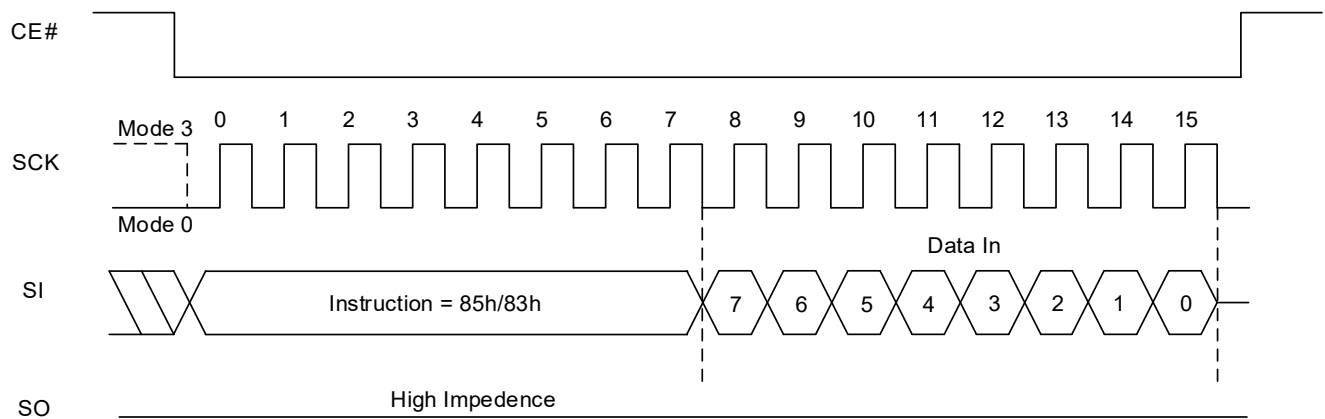 CE#
Mode 3
0 1 2 3 4 5 6 7 8 9 10 11 12 13 14 15
SCK
Mode 0
Data In
SI
Instruction = 85h/83h
7 6 5 4 3 2 1 0
High Impedence
SO